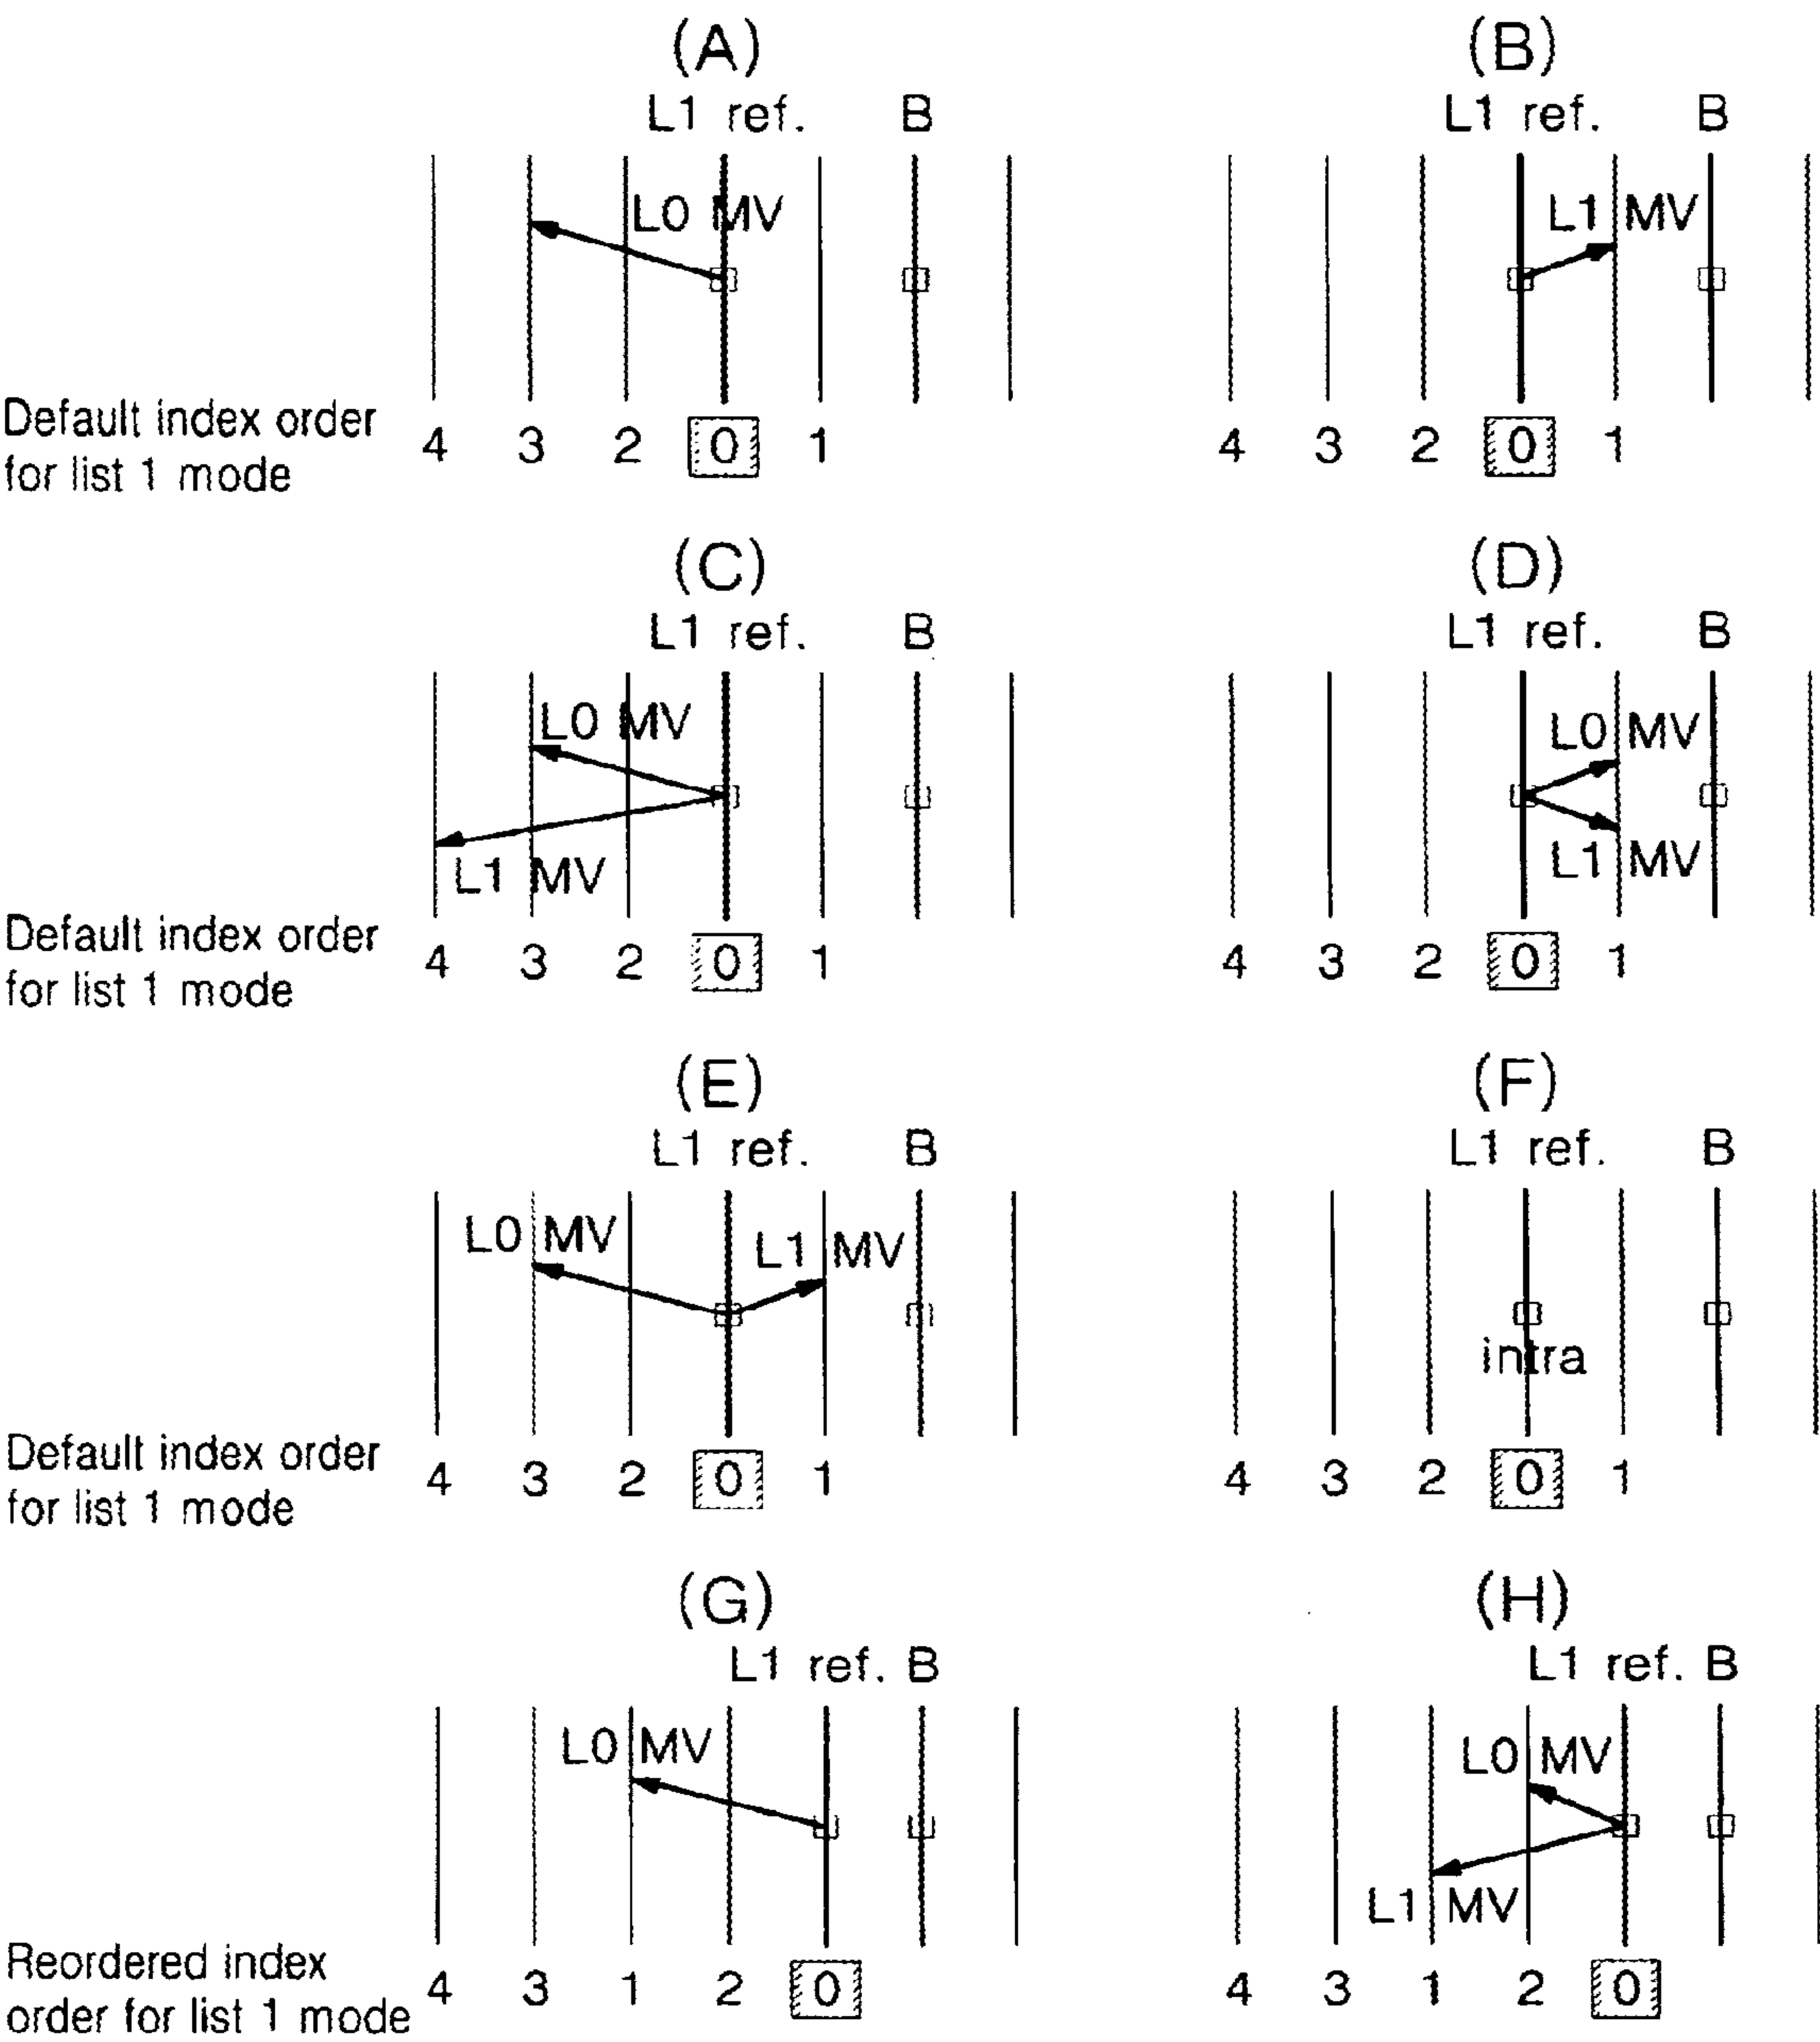 (A) (B)
L1 ref. B L1 ref. B
L0 MV L1 MV
Default index order
for list 1 mode
4 3 2 0 1 4 3 2 0 1
(C) (D)
L1 ref. B L1 ref. B
L0 MV L0 MV
L1 MV L1 MV
Default index order
for list 1 mode
4 3 2 0 1 4 3 2 0 1
(E) (F)
L1 ref. B L1 ref. B
L0 MV L1 MV
intra
Default index order
for list 1 mode
4 3 2 0 1 4 3 2 0 1
(G) (H)
L1 ref. B L1 ref. B
L0 MV L0 MV
L1 MV
Reordered index
order for list 1 mode
4 3 1 2 0 4 3 1 2 0